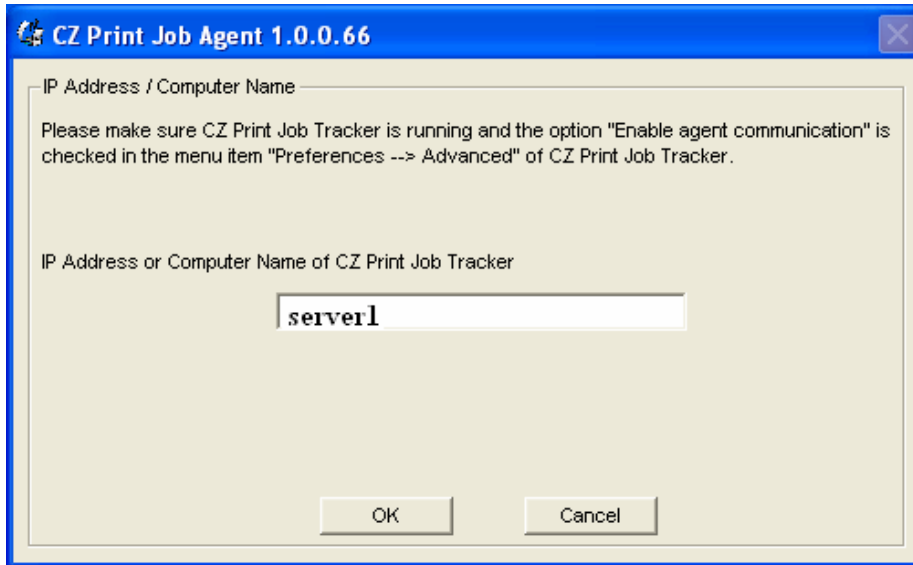 CZ Print Job Agent 1.0.0.66
IP Address / Computer Name
Please make sure CZ Print Job Tracker is running and the option "Enable agent communication" is
checked in the menu item "Preferences --> Advanced" of CZ Print Job Tracker.
IP Address or Computer Name of CZ Print Job Tracker
server1
OK
Cancel